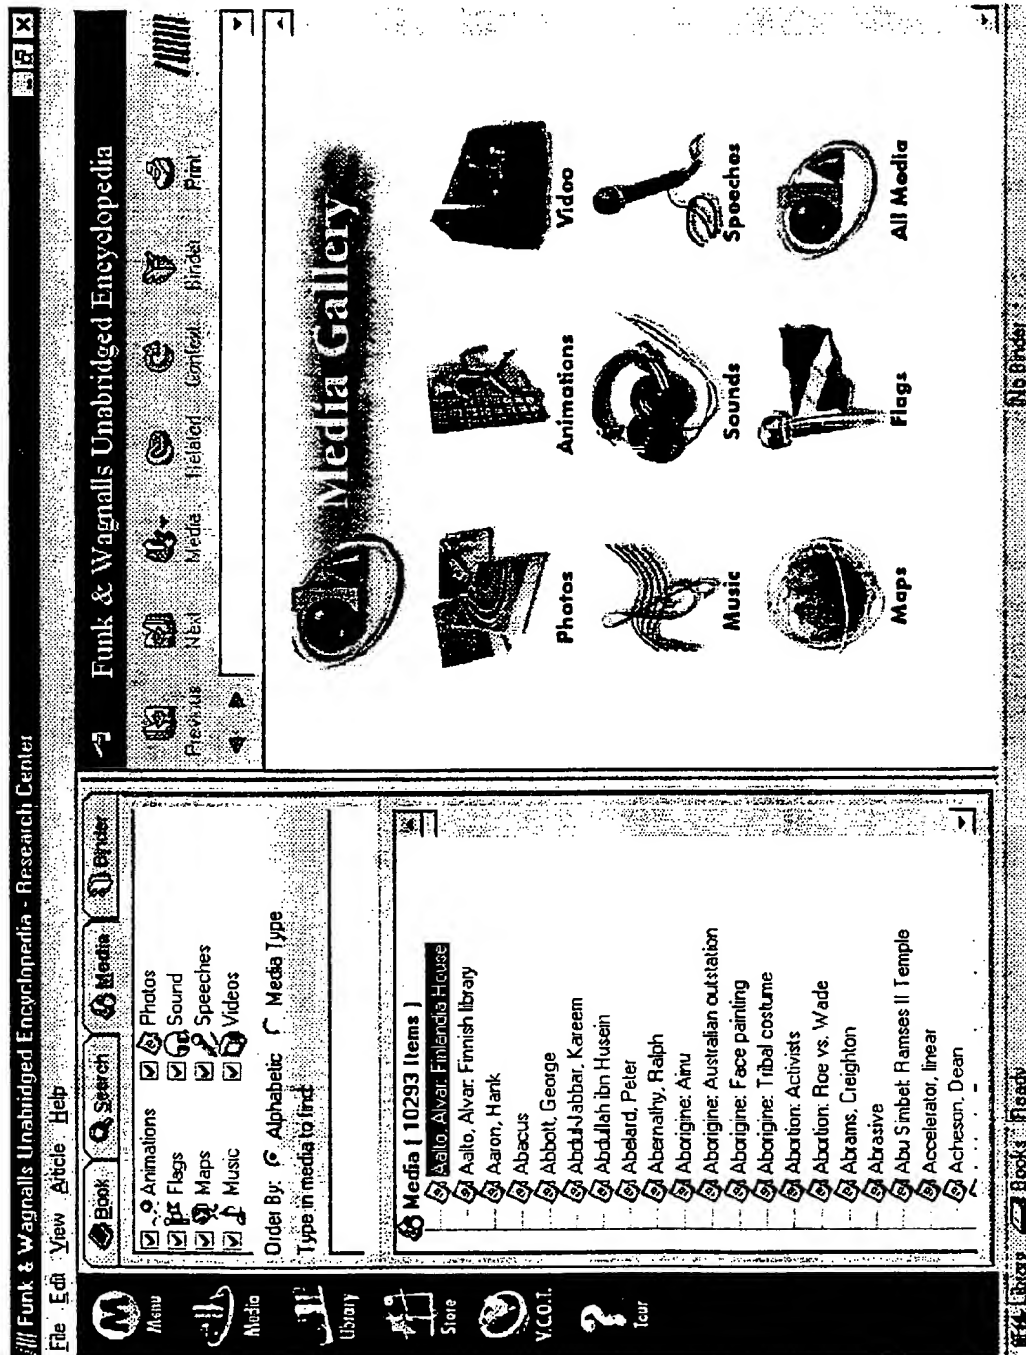 Funk & Wagnalls Unabridged Encyclopedia - Research Center
File Edit View Article Help
Book Search Media Binder
Animations Photos
Flags Sound
Maps Speeches
Music Videos
Order By: Alphabetic Media Type
Type in media to find:
Media [ 10293 Items ]
Aalto, Alvar: Finlandia House
Aalto, Alvar: Finnish library
Aaron, Hank
Abacus
Abbott, George
Abdul-Jabbar, Kareem
Abdullah ibn Husein
Abelard, Peter
Abernathy, Ralph
Aborigine: Ainu
Aborigine: Australian outstation
Aborigine: Face painting
Aborigine: Tribal costume
Abortion: Activists
Abortion: Roe vs. Wade
Abrams, Creighton
Abrasive
Abu Simbel: Ramses II Temple
Accelerator, linear
Acheson, Dean
M
Menu
Media
Library
Store
Y.C.O.T.
Tour
Funk & Wagnalls Unabridged Encyclopedia
Previous Next Media Related Context Binder Print
Media Gallery
Photos Animations Video
Music Sounds Speeches
Maps Flags All Media
Library Books Ready No Binder